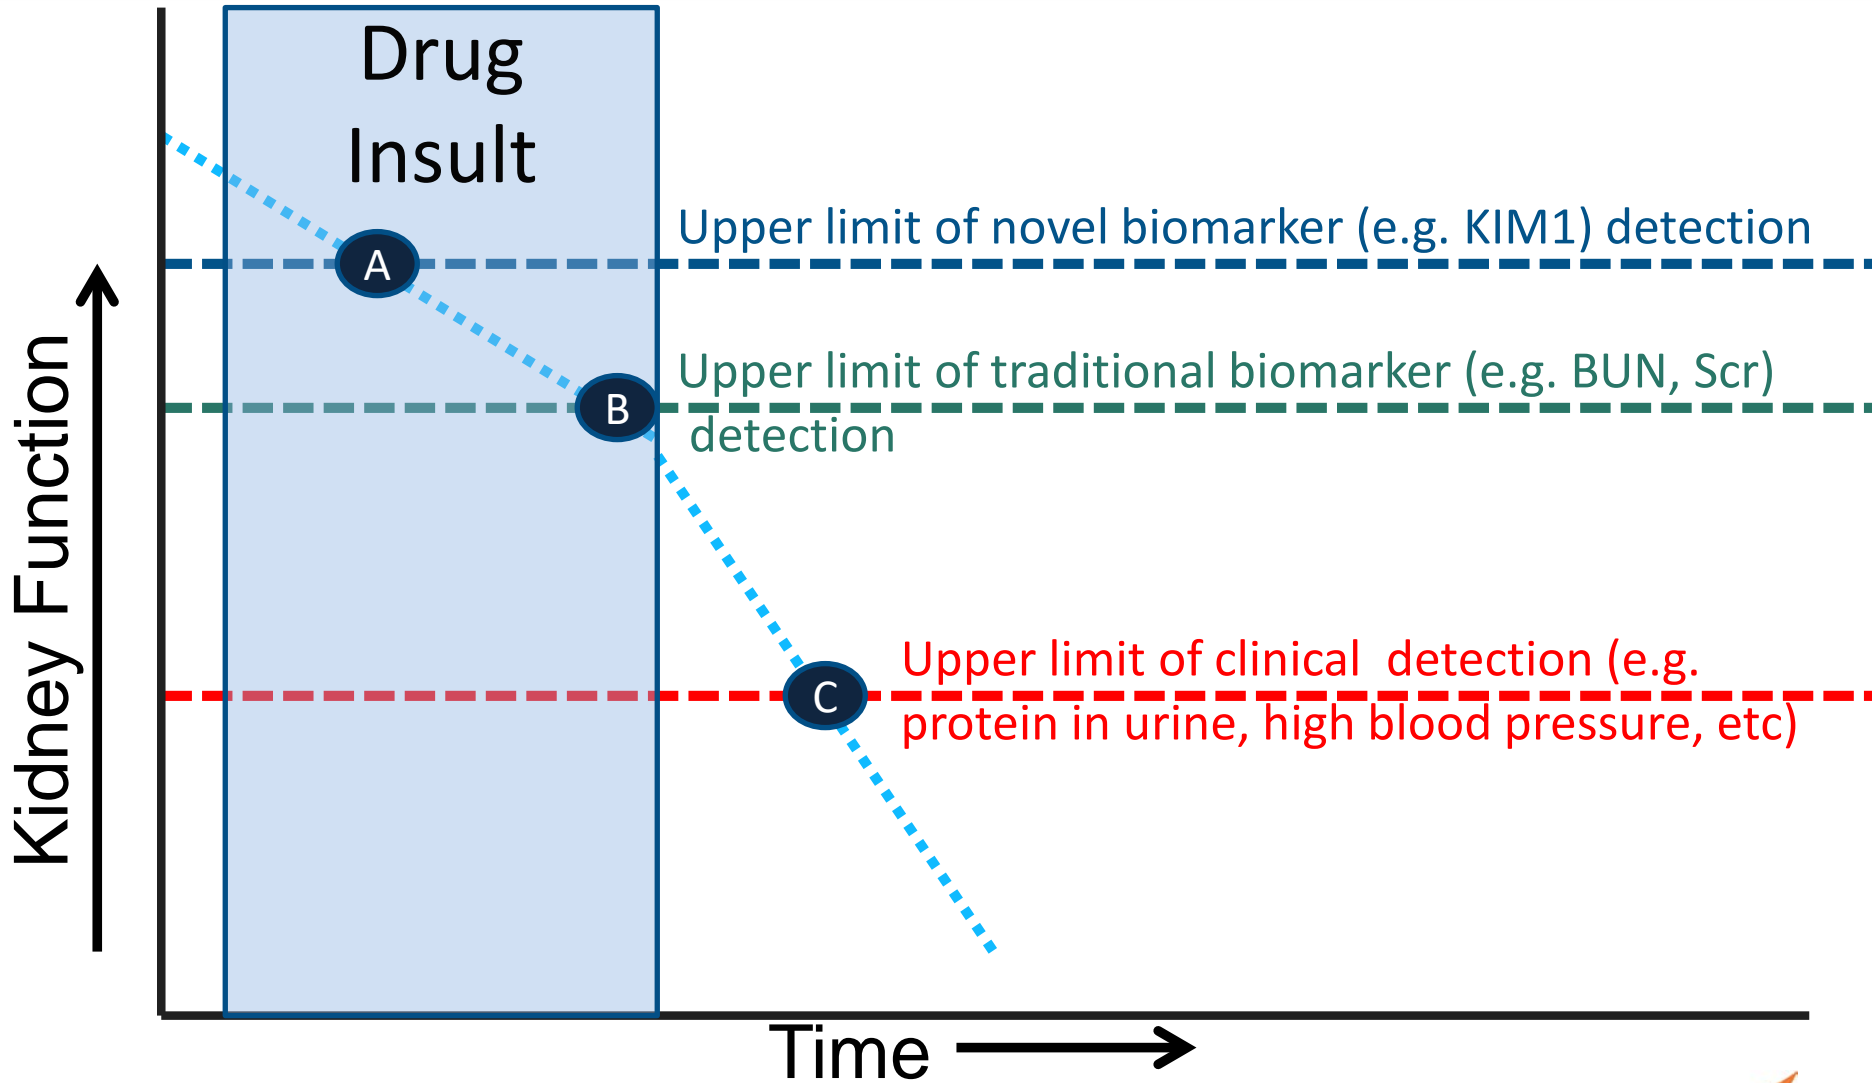 Drug
Insult
Upper limit of novel biomarker (e.g. KIM1) detection
A
Upper limit of traditional biomarker (e.g. BUN, Scr)
B
detection
Kidney Function
Upper limit of clinical  detection (e.g.
C
protein in urine, high blood pressure, etc)
Time